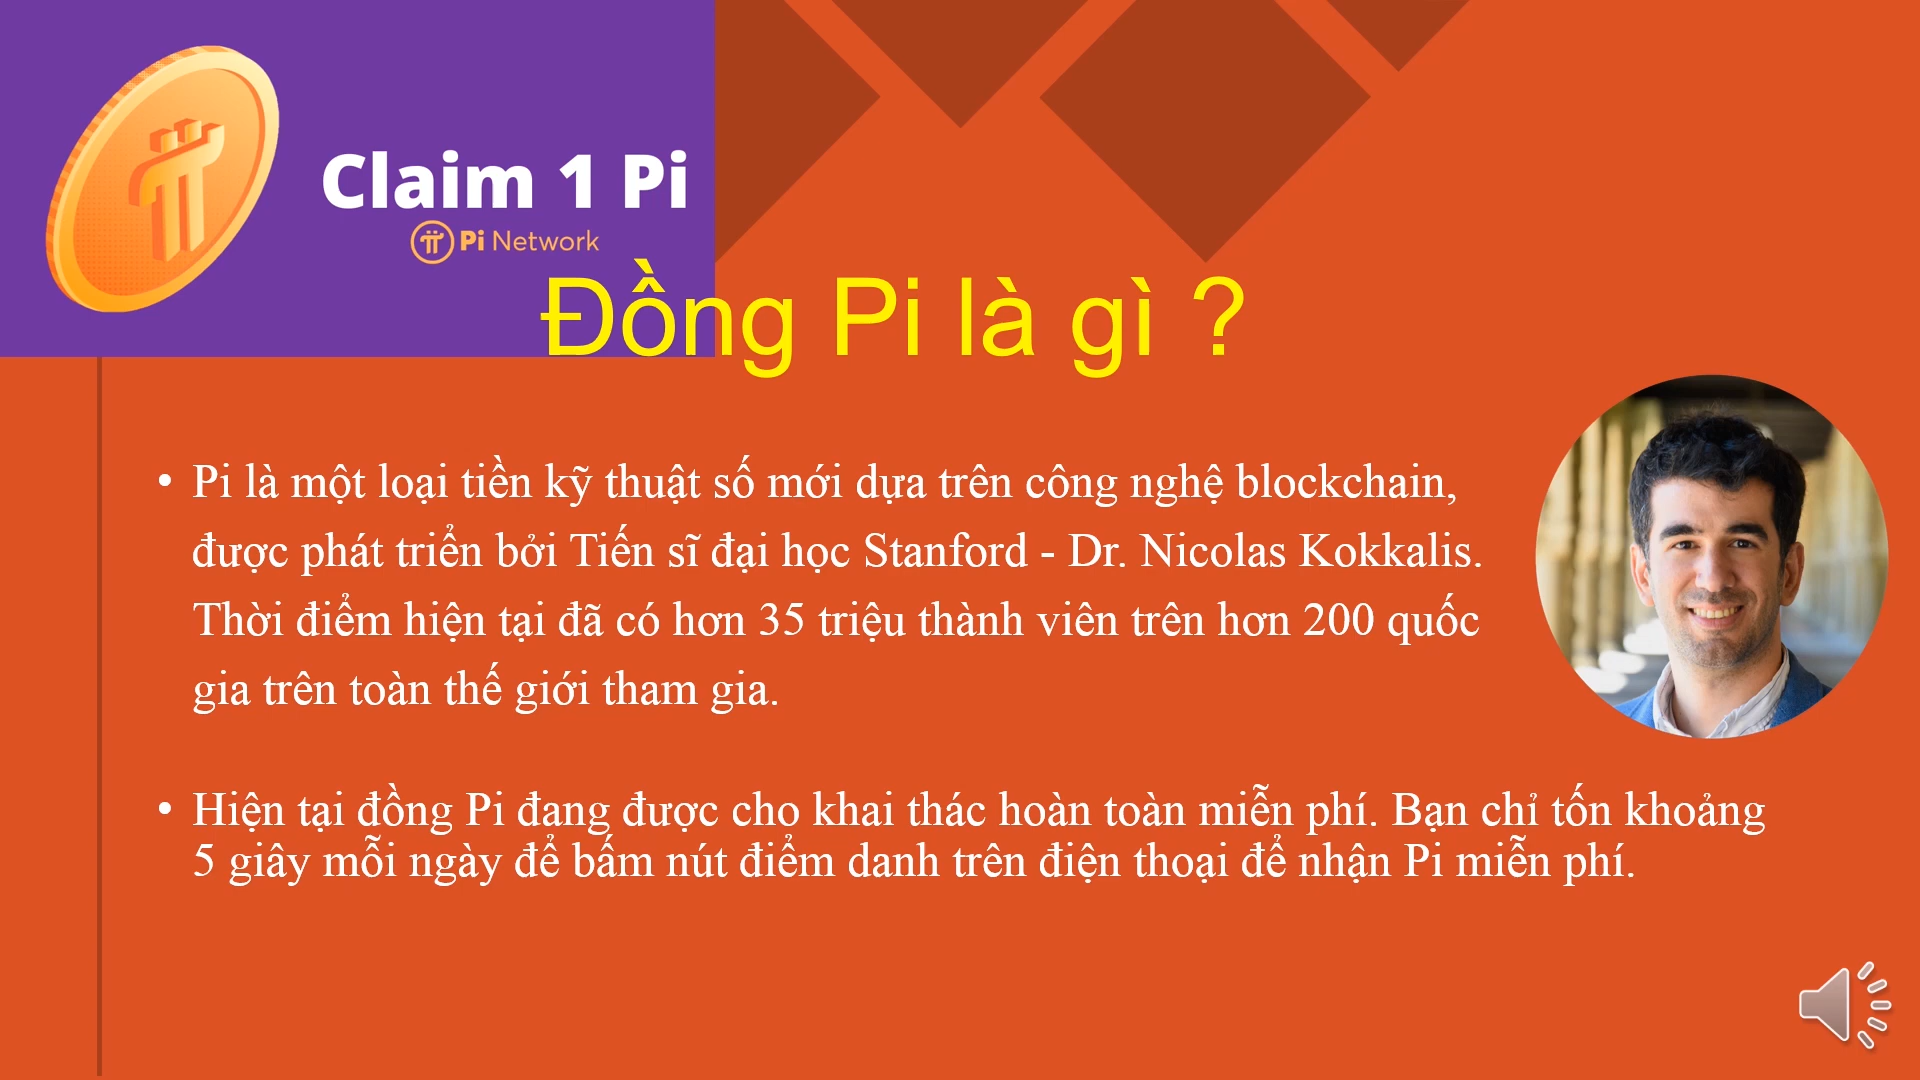 Claim 1 Pi
Pi Network
Đồng Pi là gì ?
• Pi là một loại tiền kỹ thuật số mới dựa trên công nghệ blockchain,
được phát triển bởi Tiến sĩ đại học Stanford - Dr. Nicolas Kokkalis.
Thời điểm hiện tại đã có hơn 35 triệu thành viên trên hơn 200 quốc
gia trên toàn thế giới tham gia.
• Hiện tại đồng Pi đang được cho khai thác hoàn toàn miễn phí. Bạn chỉ tốn khoảng
5 giây mỗi ngày để bấm nút điểm danh trên điện thoại để nhận Pi miễn phí.